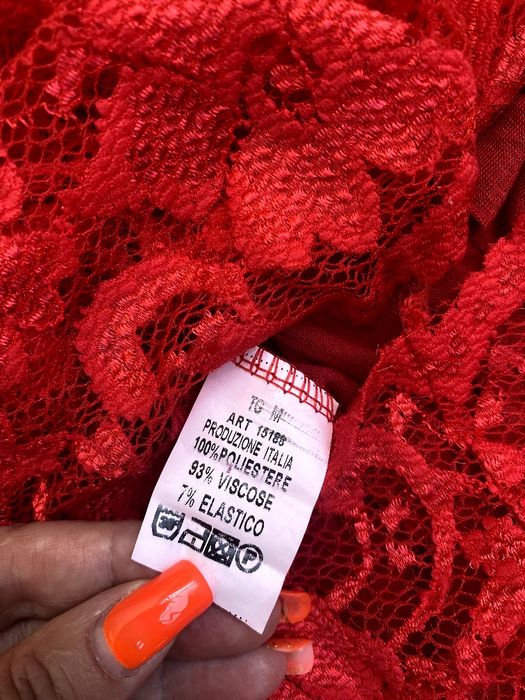 TG M
ART 15188
PRODUZIONE ITALIA
100%POLIESTERE
93% VISCOSE
7% ELASTICO
P